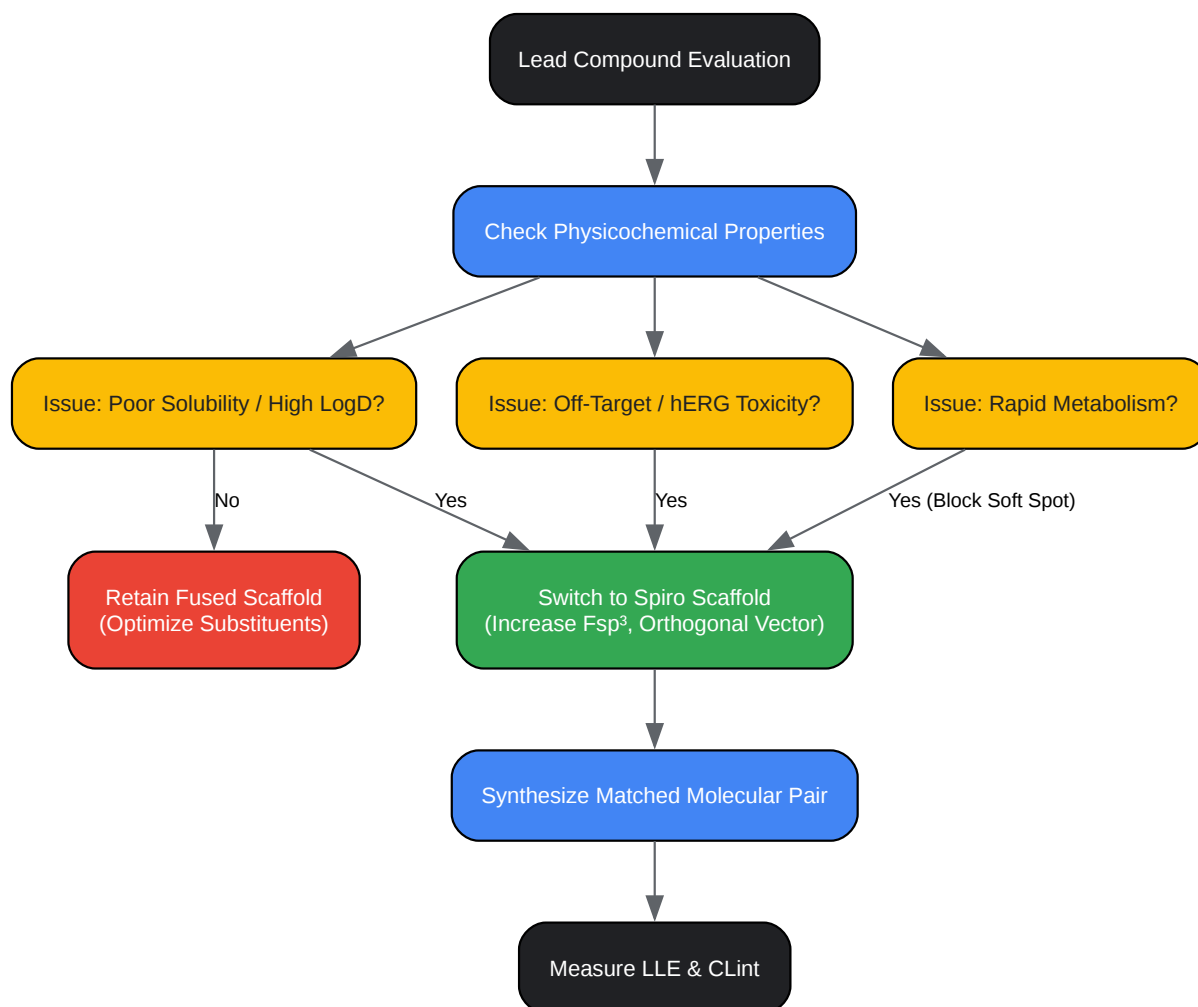 Lead Compound Evaluation
Check Physicochemical Properties
Issue: Poor Solubility / High LogD?
Issue: Off-Target / hERG Toxicity?
Issue: Rapid Metabolism?
No
Yes
Yes
Yes (Block Soft Spot)
Retain Fused Scaffold
(Optimize Substituents)
Switch to Spiro Scaffold
(Increase Fsp³, Orthogonal Vector)
Synthesize Matched Molecular Pair
Measure LLE & CLint